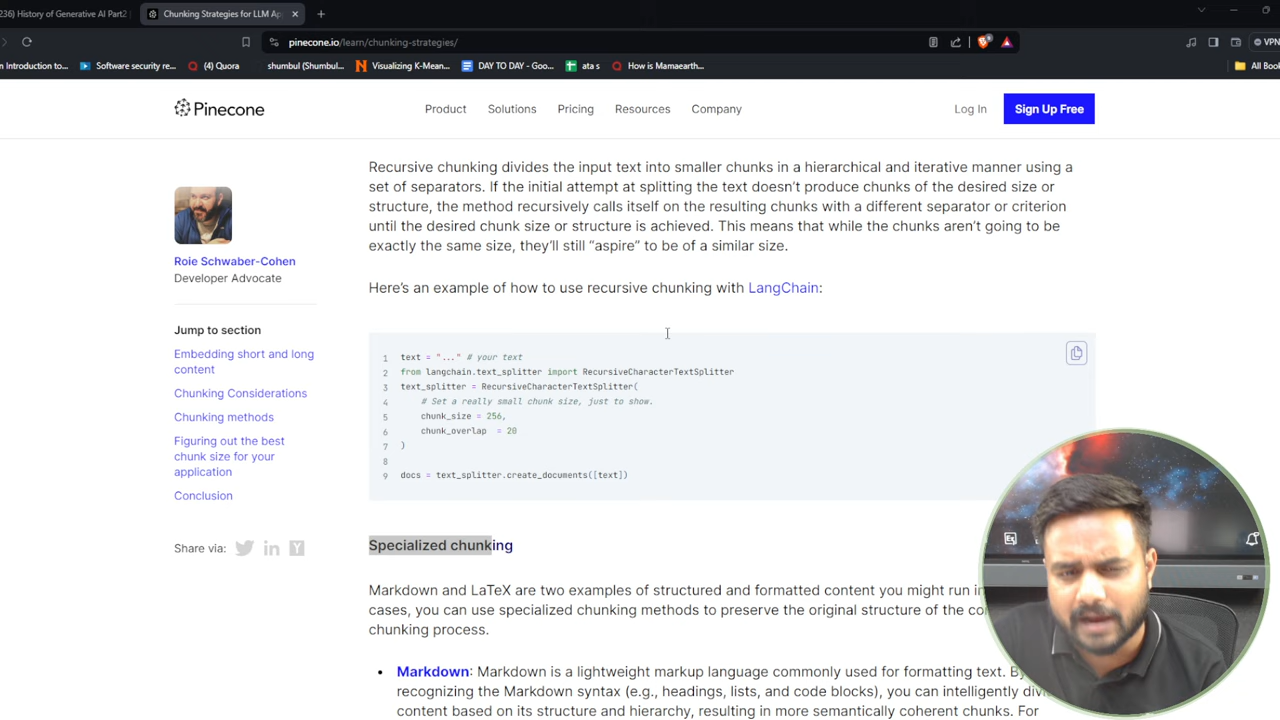 236) History of Generative AI Part2
Chunking Strategies for LLM Ap
pinecone.io/learn/chunking-strategies/
VPN
n Introduction to...
Software security re...
(4) Quora
shumbul (Shumbul...
Visualizing K-Mean...
DAY TO DAY - Goo...
ata s
How is Mamaearth...
All Book
Pinecone
Product
Solutions
Pricing
Resources
Company
Log In
Sign Up Free
Roie Schwaber-Cohen
Developer Advocate
Jump to section
Embedding short and long
content
Chunking Considerations
Chunking methods
Figuring out the best
chunk size for your
application
Conclusion
Share via:
Recursive chunking divides the input text into smaller chunks in a hierarchical and iterative manner using a
set of separators. If the initial attempt at splitting the text doesn’t produce chunks of the desired size or
structure, the method recursively calls itself on the resulting chunks with a different separator or criterion
until the desired chunk size or structure is achieved. This means that while the chunks aren’t going to be
exactly the same size, they’ll still “aspire” to be of a similar size.
Here’s an example of how to use recursive chunking with LangChain:
1 text = "..." # your text
2 from langchain.text_splitter import RecursiveCharacterTextSplitter
3 text_splitter = RecursiveCharacterTextSplitter(
4 # Set a really small chunk size, just to show.
5 chunk_size = 256,
6 chunk_overlap = 20
7 )
8
9 docs = text_splitter.create_documents([text])
Specialized chunking
Markdown and LaTeX are two examples of structured and formatted content you might run in
cases, you can use specialized chunking methods to preserve the original structure of the co
chunking process.
• Markdown: Markdown is a lightweight markup language commonly used for formatting text. By
recognizing the Markdown syntax (e.g., headings, lists, and code blocks), you can intelligently divi
content based on its structure and hierarchy, resulting in more semantically coherent chunks. For